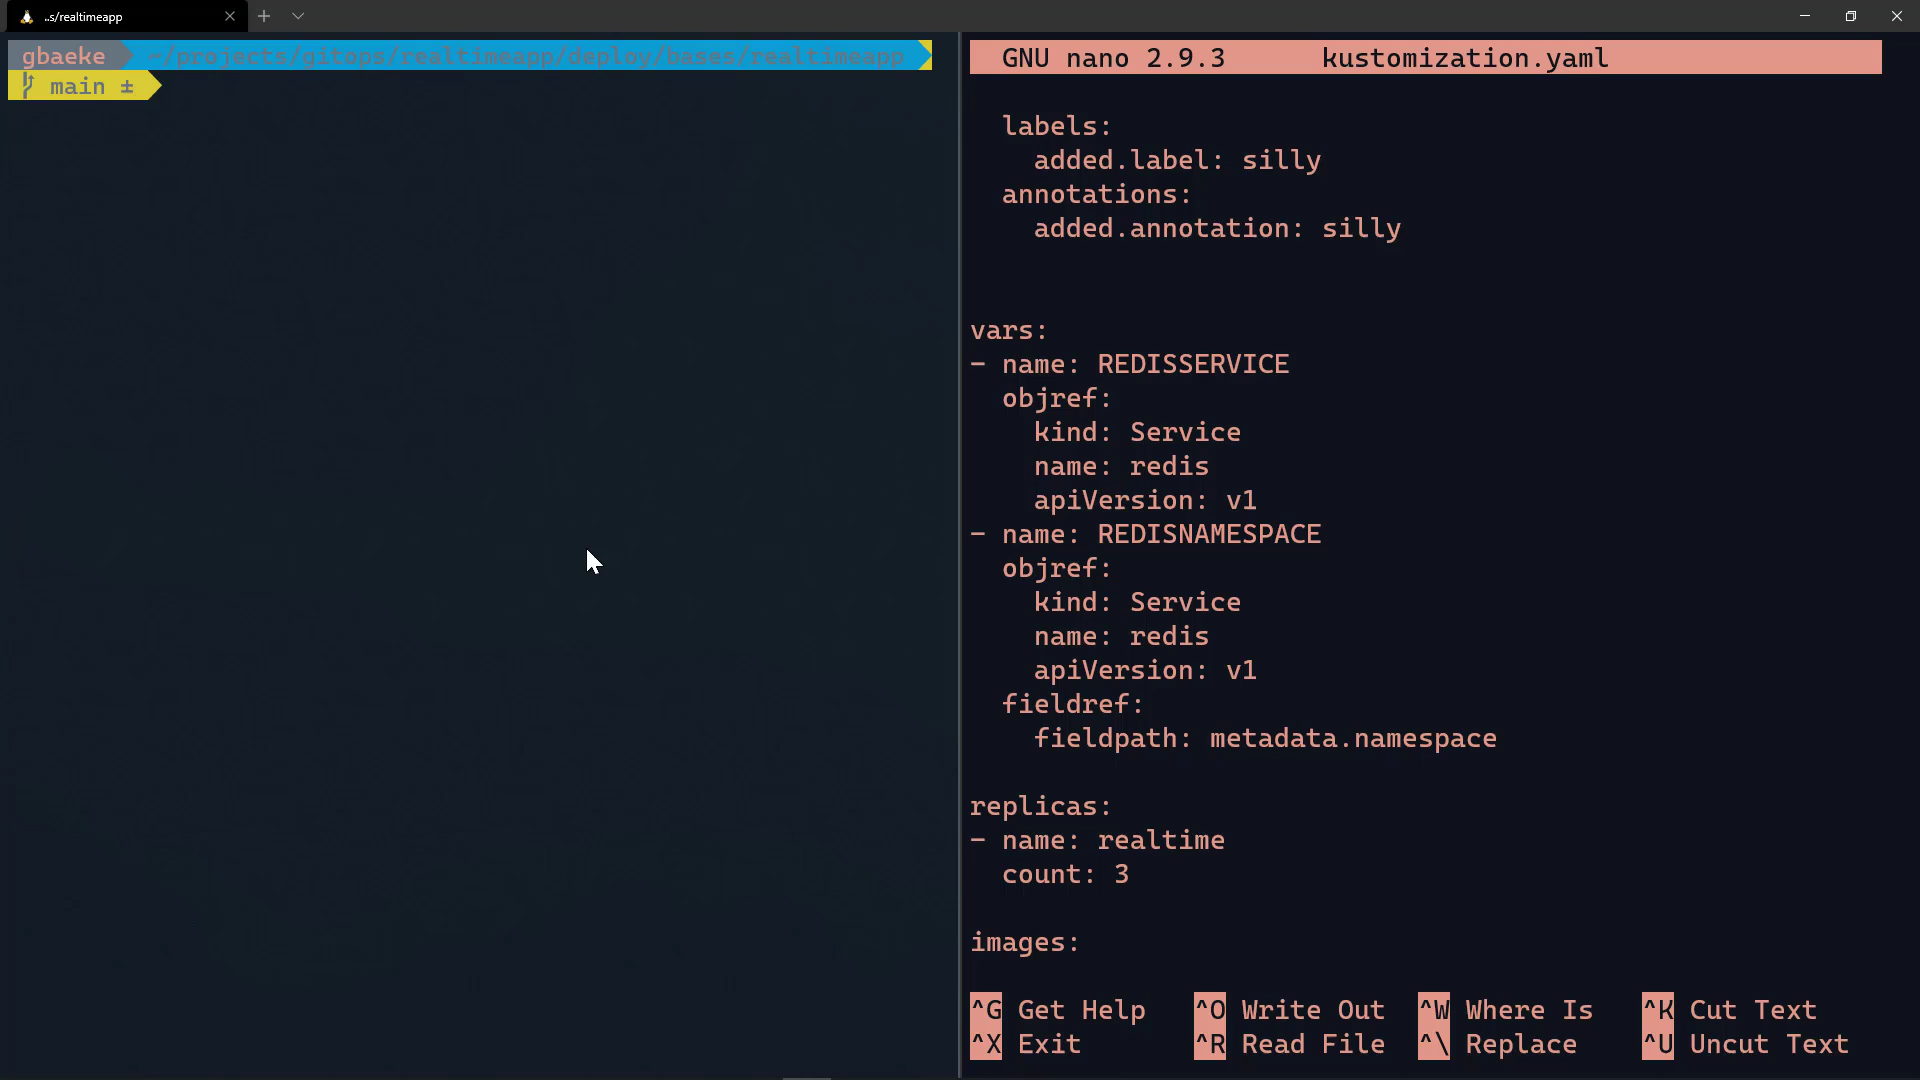 ..s/realtimeapp
gbaeke ~/projects/gitops/realtimeapp/deploy/bases/realtimeapp
main ±
GNU nano 2.9.3 kustomization.yaml
labels:
added.label: silly
annotations:
added.annotation: silly
vars:
- name: REDISSERVICE
objref:
kind: Service
name: redis
apiVersion: v1
- name: REDISNAMESPACE
objref:
kind: Service
name: redis
apiVersion: v1
fieldref:
fieldpath: metadata.namespace
replicas:
- name: realtime
count: 3
images:
^G Get Help ^O Write Out ^W Where Is ^K Cut Text
^X Exit ^R Read File ^\ Replace ^U Uncut Text